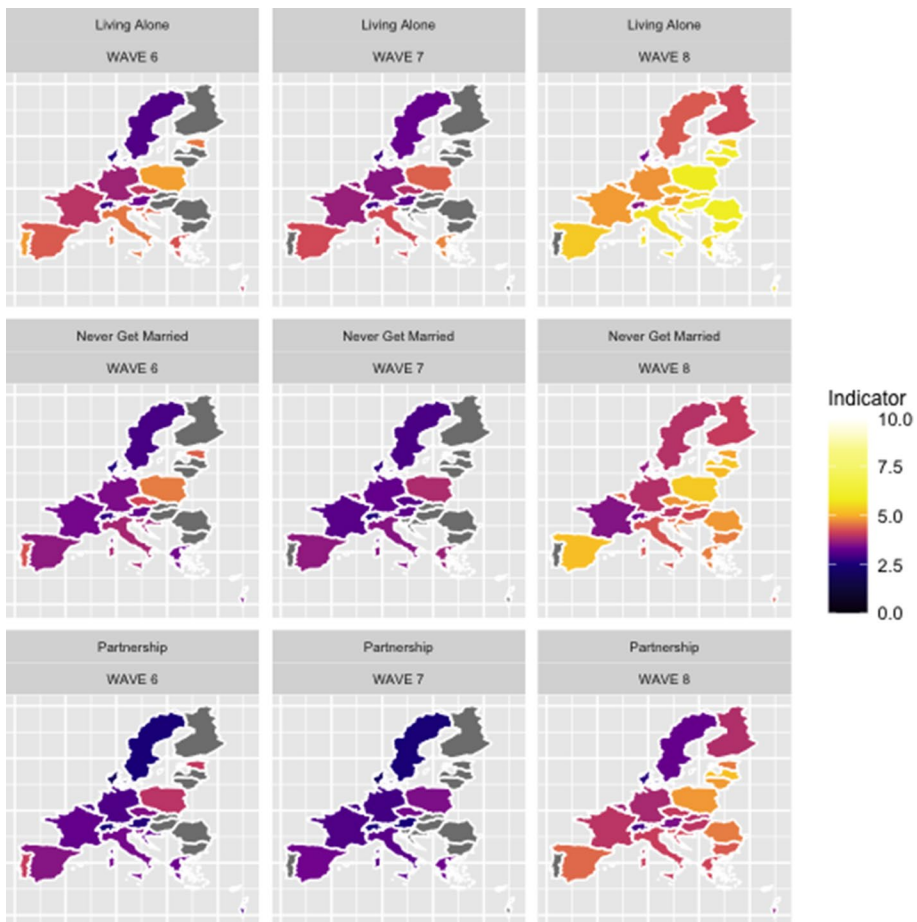 Living Alone
WAVE 6
Living Alone
WAVE 7
Living Alone
WAVE 8
Never Get Married
WAVE 6
Never Get Married
WAVE 7
Never Get Married
WAVE 8
Indicator
10.0
7.5
5.0
2.5
0.0
Partnership
WAVE 6
Partnership
WAVE 7
Partnership
WAVE 8